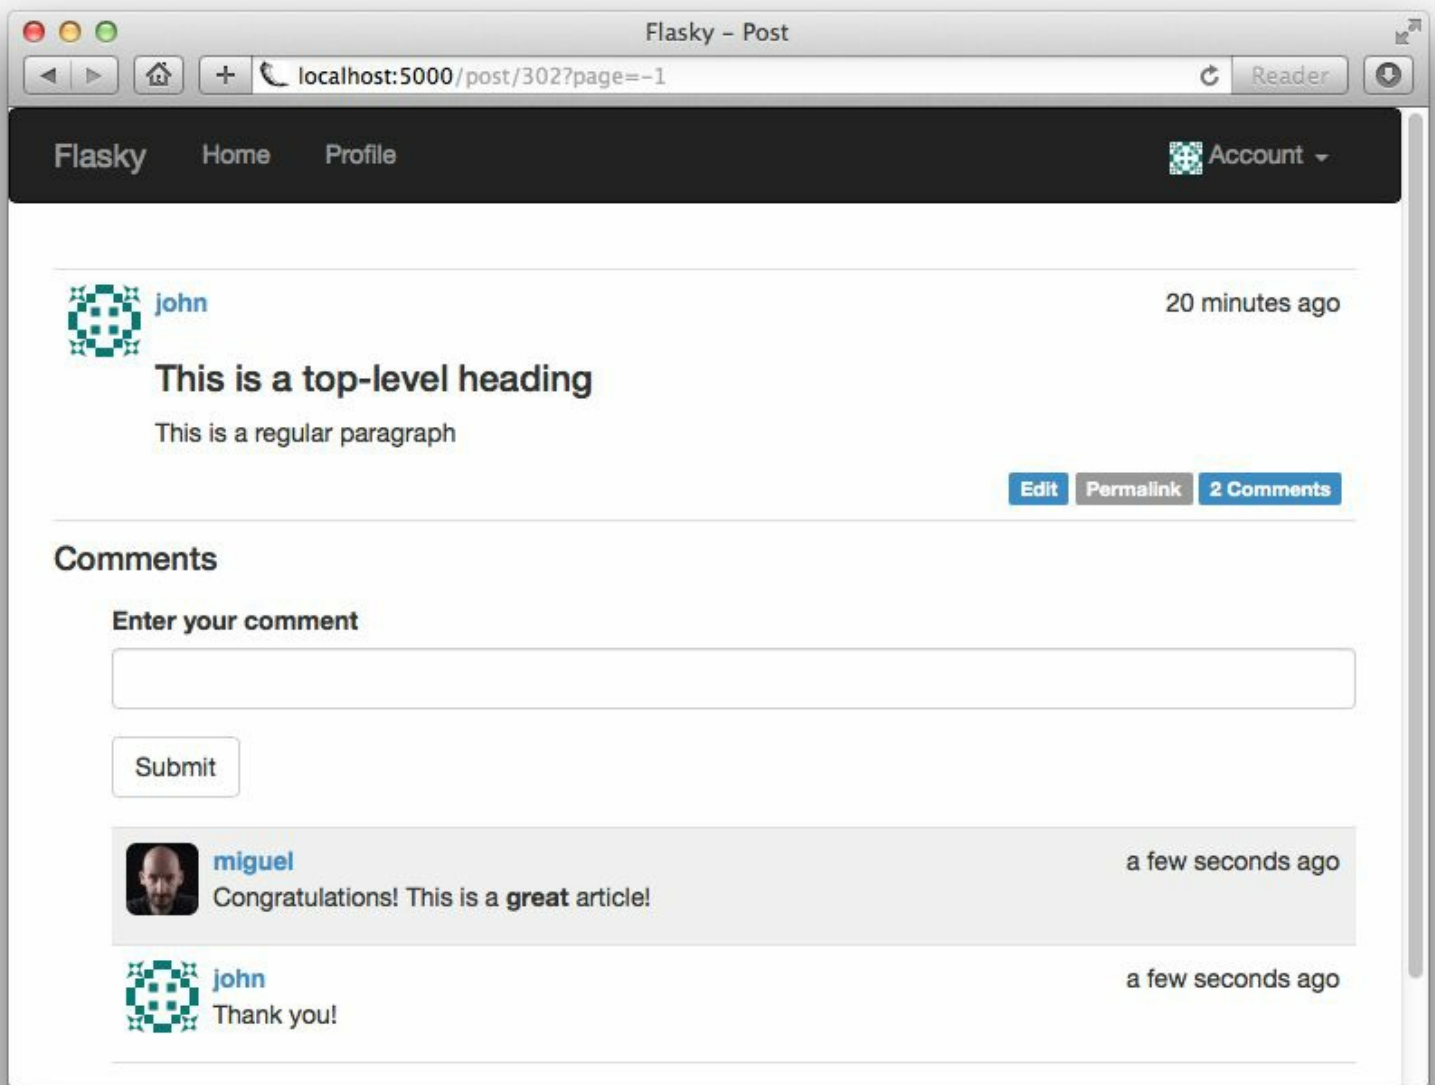 Flasky – Post
localhost:5000/post/302?page=-1
Reader
Flasky Home Profile Account
john 20 minutes ago
This is a top-level heading
This is a regular paragraph
Edit Permalink 2 Comments
Comments
Enter your comment
Submit
miguel a few seconds ago
Congratulations! This is a great article!
john a few seconds ago
Thank you!